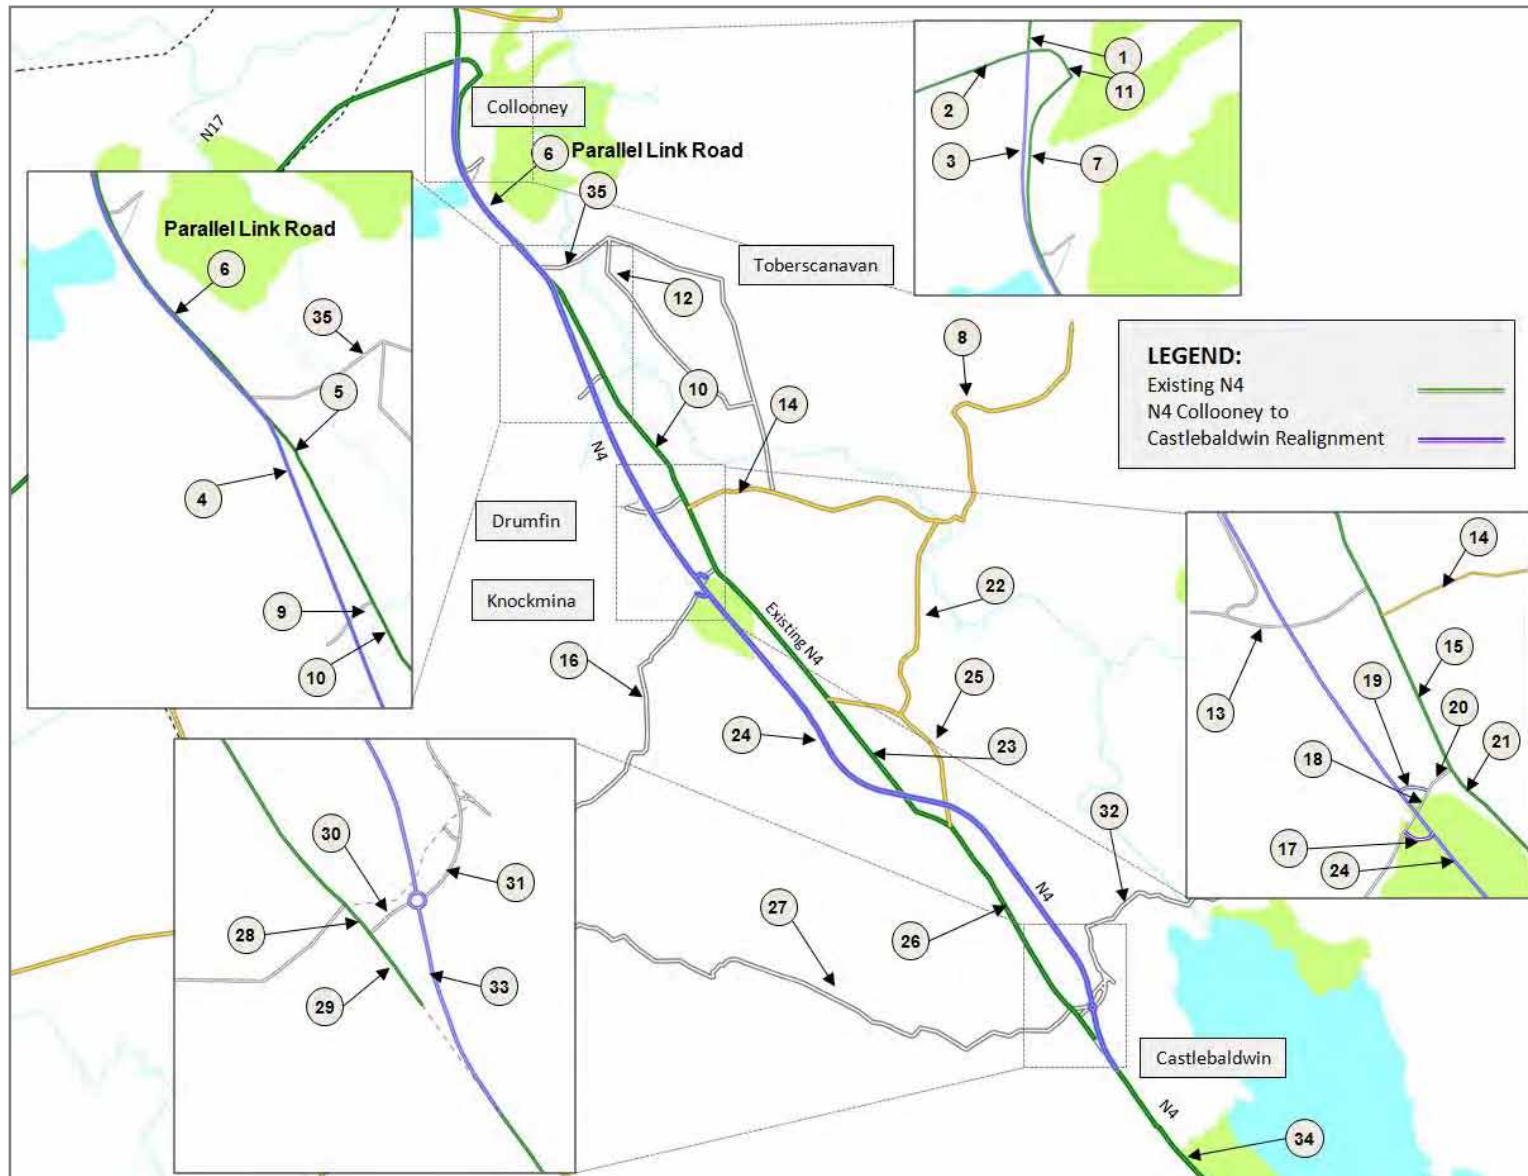 1
2
11
3
7
N17
Collooney
6 Parallel Link Road
35
Toberscanavan
12
Parallel Link Road
6
35
5
4
9
10
8
10
14
N4
LEGEND:
Existing N4
N4 Collooney to
Castlebaldwin Realignment
Drumfin
Knockmina
22
Existing N4
16
25
24
23
14
15
19
20
13
21
18
17
24
32
30
31
28
29
33
27
N4
26
Castlebaldwin
N4
34